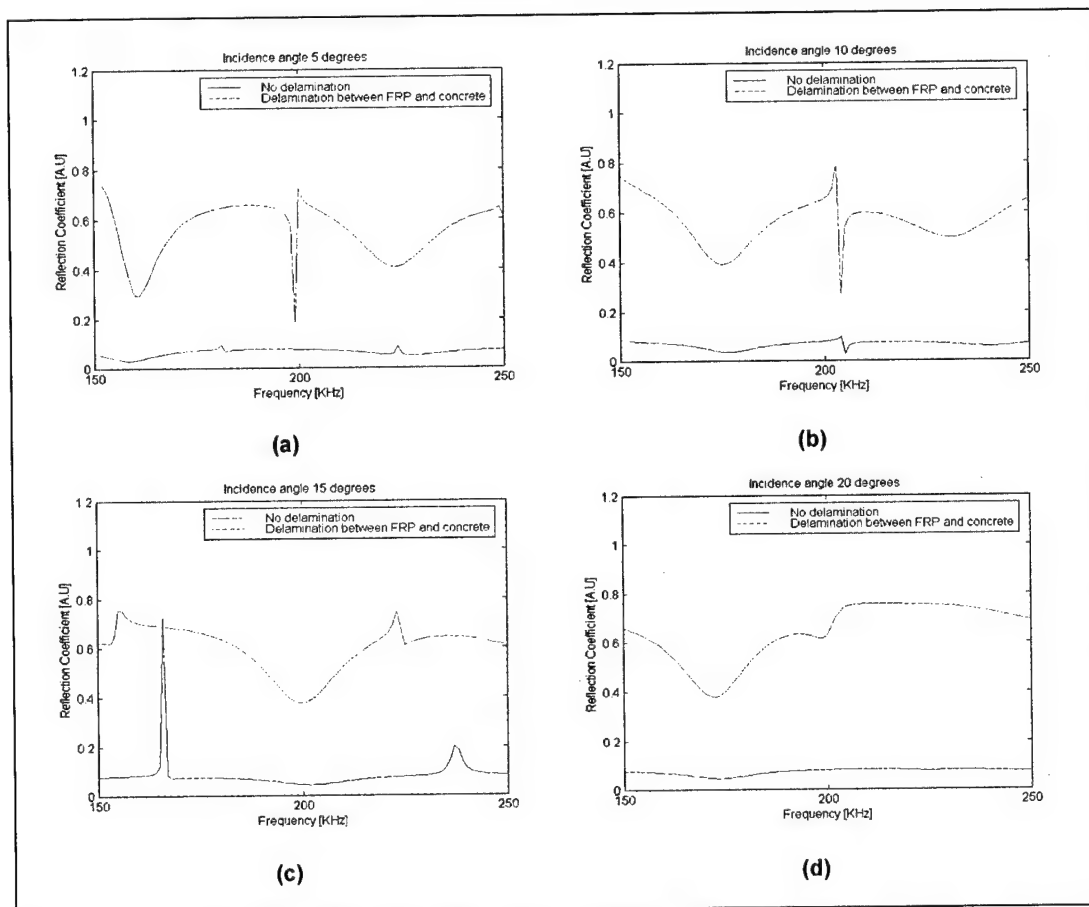 Incidence angle 5 degrees
No delamination
Delamination between FRP and concrete
Reflection Coefficient [A.U]
1.2
1
0.8
0.6
0.4
0.2
0
150
200
250
Frequency [KHz]
(a)
Incidence angle 10 degrees
No delamination
Delamination between FRP and concrete
Reflection Coefficient [A.U]
1.2
1
0.8
0.6
0.4
0.2
0
150
200
250
Frequency [KHz]
(b)
Incidence angle 15 degrees
No delamination
Delamination between FRP and concrete
Reflection Coefficient [A.U]
1.2
1
0.8
0.6
0.4
0.2
0
150
200
250
Frequency [KHz]
(c)
Incidence angle 20 degrees
No delamination
Delamination between FRP and concrete
Reflection Coefficient [A.U]
1.2
1
0.8
0.6
0.4
0.2
0
150
200
250
Frequency [KHz]
(d)